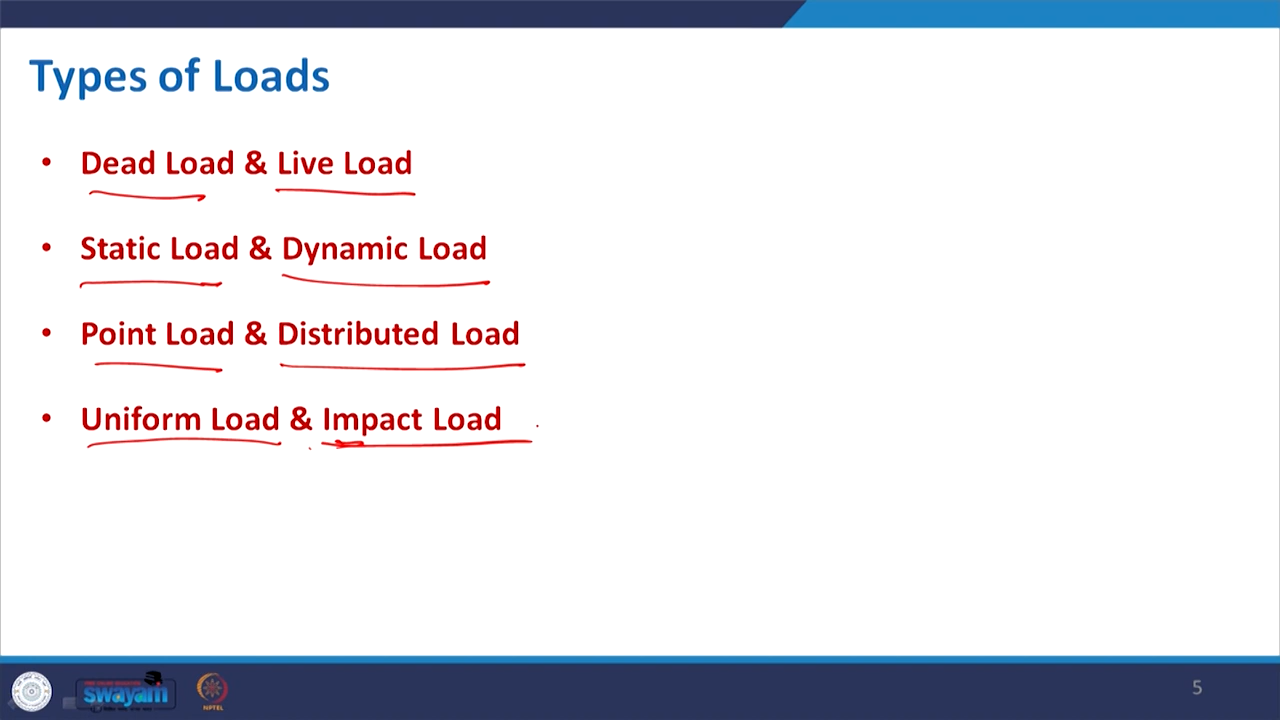 Types of Loads
• Dead Load & Live Load
• Static Load & Dynamic Load
• Point Load & Distributed Load
• Uniform Load & Impact Load
swayam
NPTEL
5